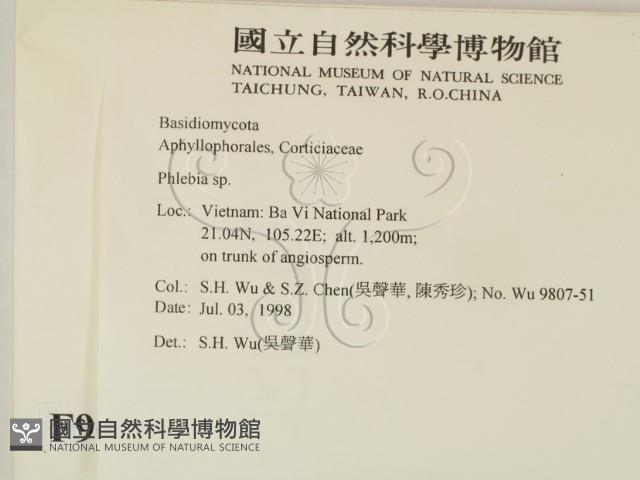 國立自然科學博物館
NATIONAL MUSEUM OF NATURAL SCIENCE
TAICHUNG, TAIWAN, R.O.CHINA
Basidiomycota
Aphyllophorales, Corticiaceae
Phlebia sp.
Loc.: Vietnam: Ba Vi National Park
21.04N, 105.22E; alt. 1,200m;
on trunk of angiosperm.
Col.: S.H. Wu & S.Z. Chen(吳聲華, 陳秀珍); No. Wu 9807-51
Date: Jul. 03, 1998
Det.: S.H. Wu(吳聲華)
F9
國立自然科學博物館
NATIONAL MUSEUM OF NATURAL SCIENCE